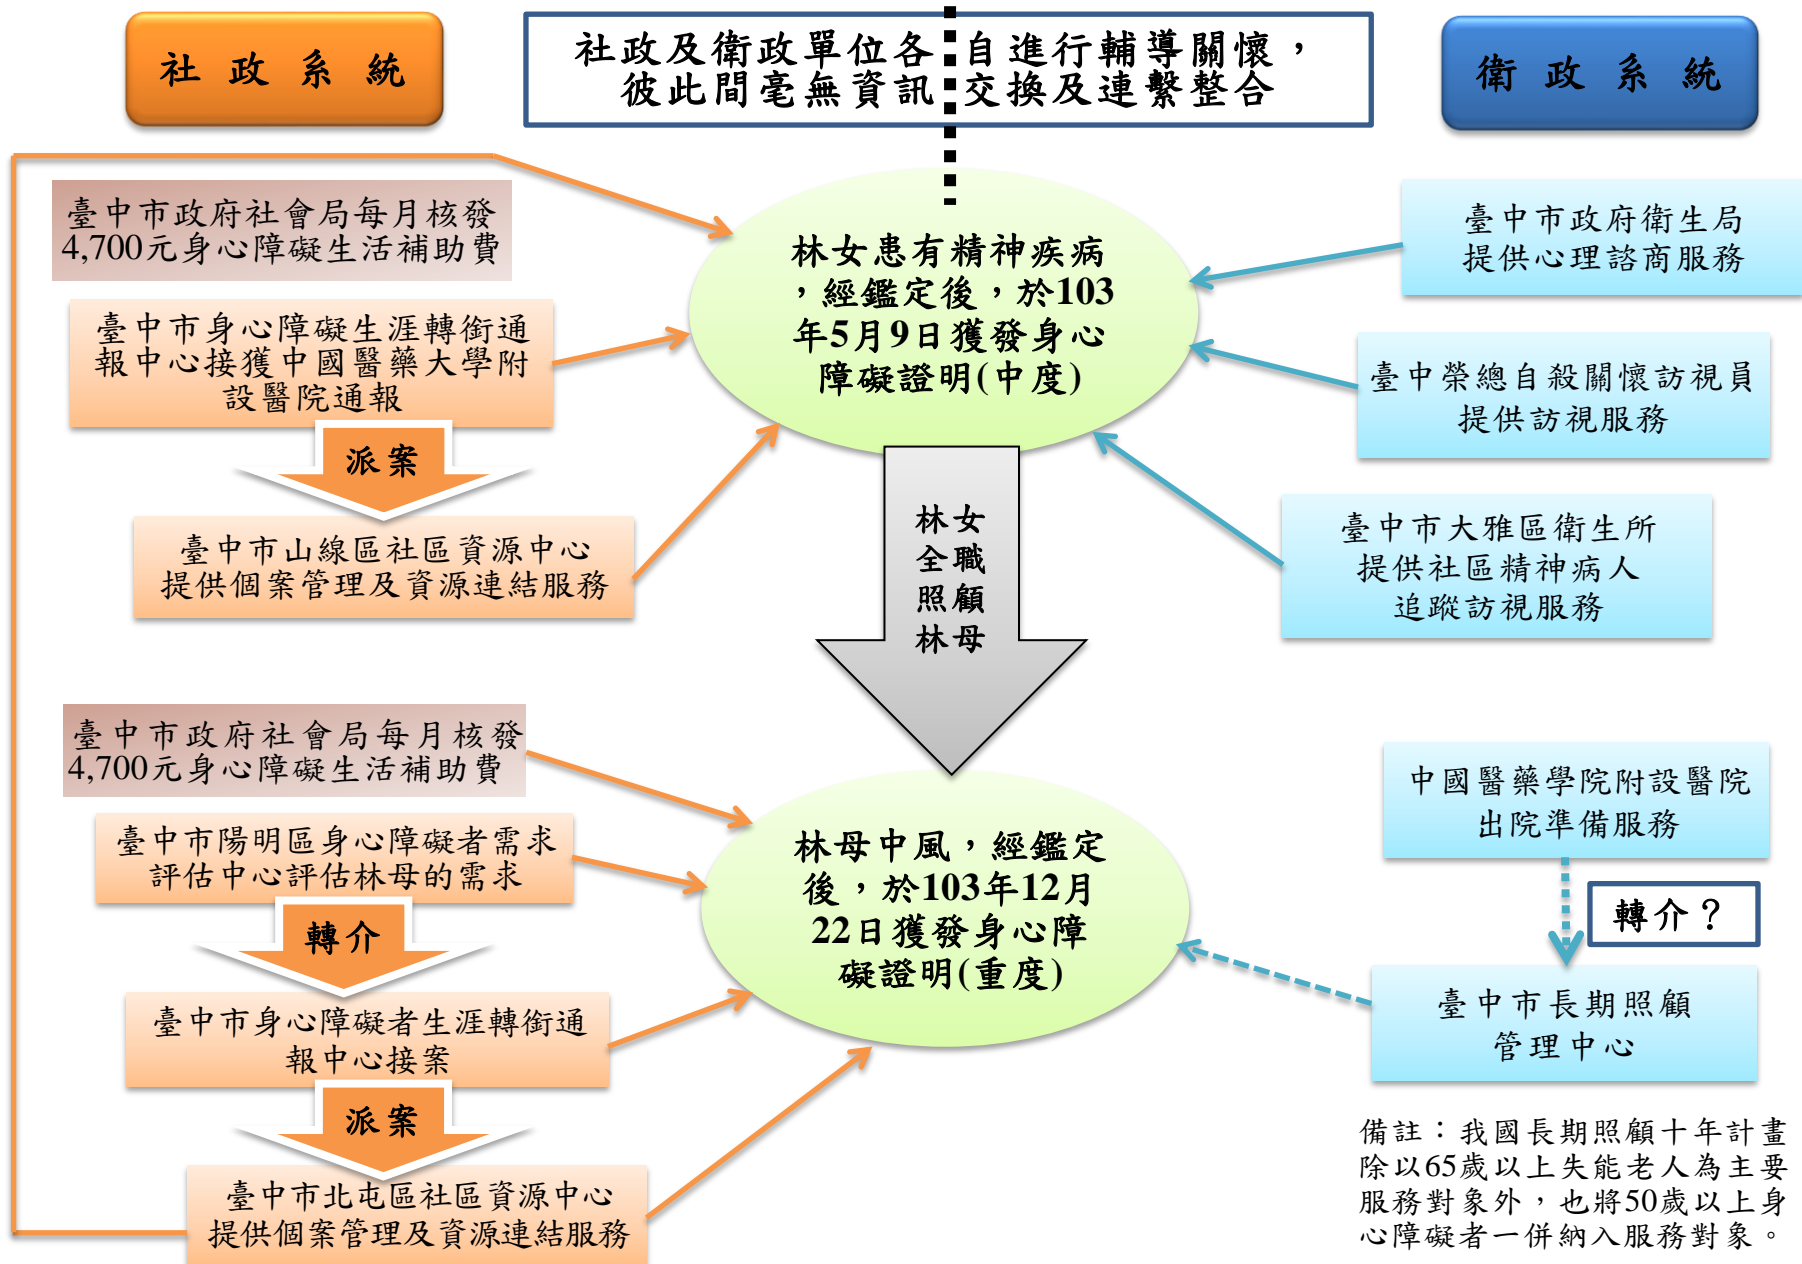 社政系統
社政及衛政單位各自進行輔導關懷，
彼此間毫無資訊交換及連繫整合
衛政系統
臺中市政府社會局每月核發
4,700元身心障礙生活補助費
臺中市身心障礙生涯轉銜通
報中心接獲中國醫藥大學附
設醫院通報
派案
臺中市山線區社區資源中心
提供個案管理及資源連結服務
林女患有精神疾病
，經鑑定後，於103
年5月9日獲發身心
障礙證明(中度)
臺中市政府衛生局
提供心理諮商服務
臺中榮總自殺關懷訪視員
提供訪視服務
臺中市大雅區衛生所
提供社區精神病人
追蹤訪視服務
林女
全職
照顧
林母
臺中市政府社會局每月核發
4,700元身心障礙生活補助費
臺中市陽明區身心障礙者需求
評估中心評估林母的需求
轉介
臺中市身心障礙者生涯轉銜通
報中心接案
派案
臺中市北屯區社區資源中心
提供個案管理及資源連結服務
林母中風，經鑑定
後，於103年12月
22日獲發身心障
礙證明(重度)
中國醫藥學院附設醫院
出院準備服務
轉介？
臺中市長期照顧
管理中心
備註：我國長期照顧十年計畫
除以65歲以上失能老人為主要
服務對象外，也將50歲以上身
心障礙者一併納入服務對象。